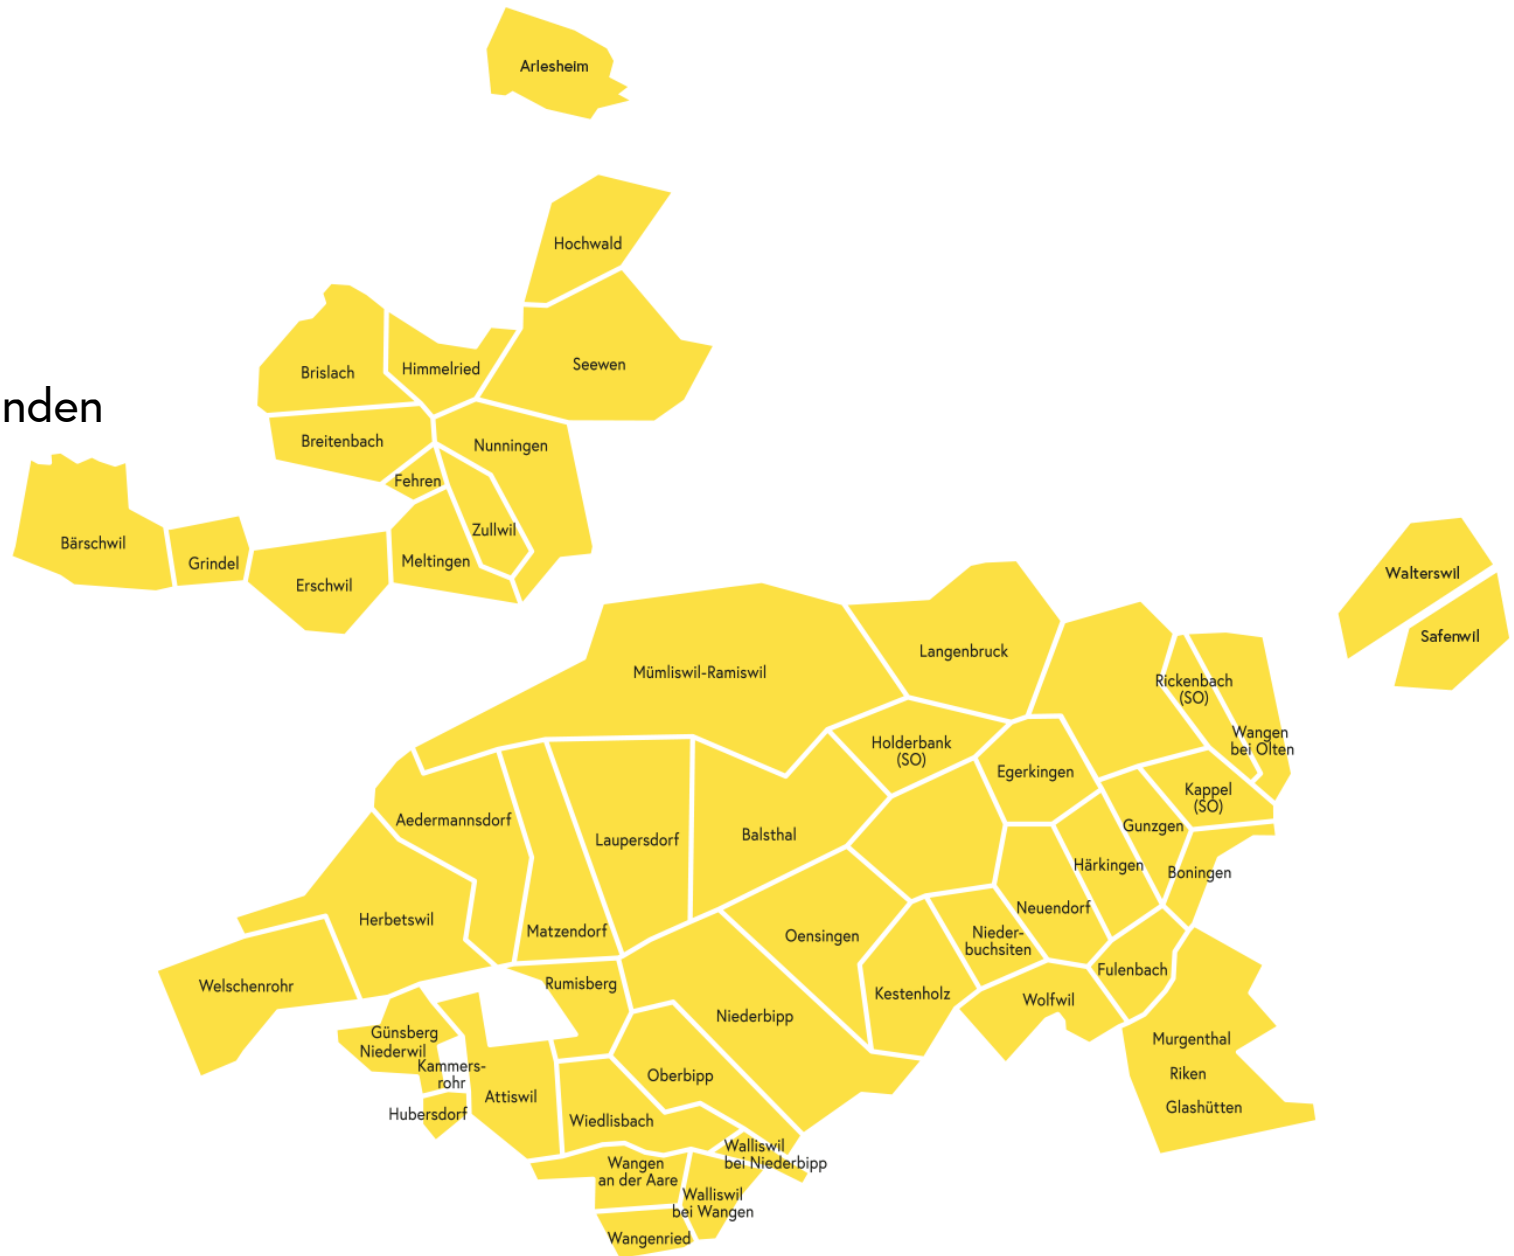 Arlesheim
Hochwald
Seewen
Brislach
Himmelried
nden
Breitenbach
Nunningen
Fehren
Zullwil
Bärschwil
Grindel
Meltingen
Erschwil
Walterswil
Safenwil
Langenbruck
Mümliswil-Ramiswil
Rickenbach
(SO)
Wangen
bei Olten
Holderbank
(SO)
Egerkingen
Kappel
(SO)
Aedermannsdorf
Laupersdorf
Balsthal
Gunzgen
Härkingen
Boningen
Herbetswil
Matzendorf
Neuendorf
Oensingen
Nieder-
buchsiten
Fulenbach
Welschenrohr
Rumisberg
Kestenholz
Wolfwil
Niederbipp
Günsberg
Niederwil
Murgenthal
Riken
Glashütten
Kammers-
rohr
Oberbipp
Attiswil
Hubersdorf
Wiedlisbach
Walliswil
bei Niederbipp
Wangen
an der Aare
Walliswil
bei Wangen
Wangenried